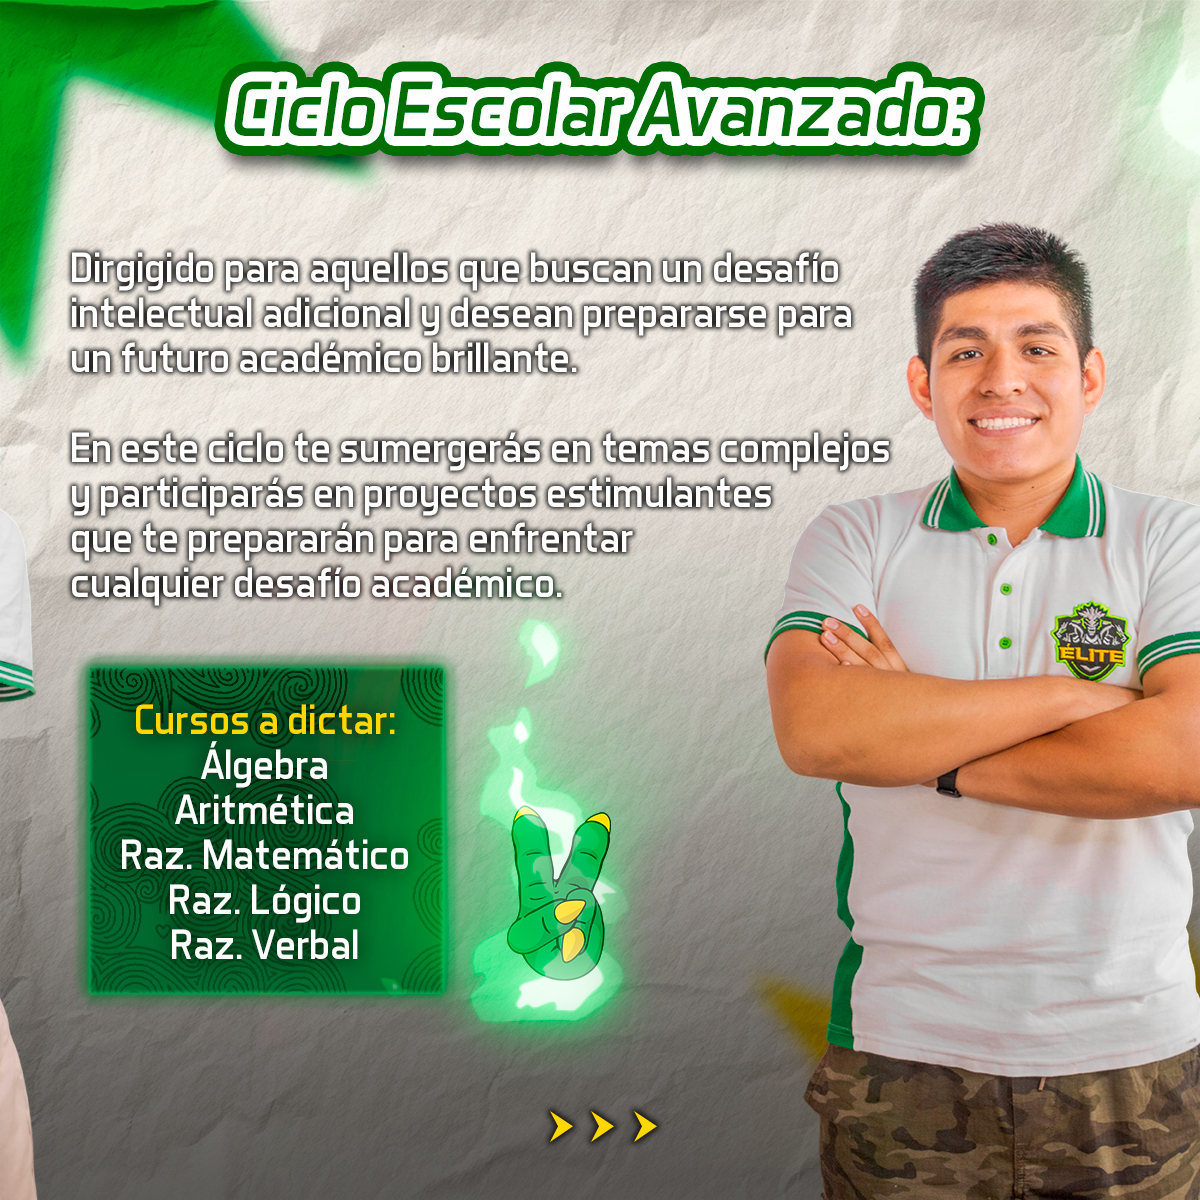 Ciclo Escolar Avanzado:
Dirgigido para aquellos que buscan un desafío
intelectual adicional y desean prepararse para
un futuro académico brillante.
En este ciclo te sumergerás en temas complejos
y participarás en proyectos estimulantes
que te prepararán para enfrentar
cualquier desafío académico.
ÉLITE
Cursos a dictar:
Álgebra
Aritmética
Raz. Matemático
Raz. Lógico
Raz. Verbal